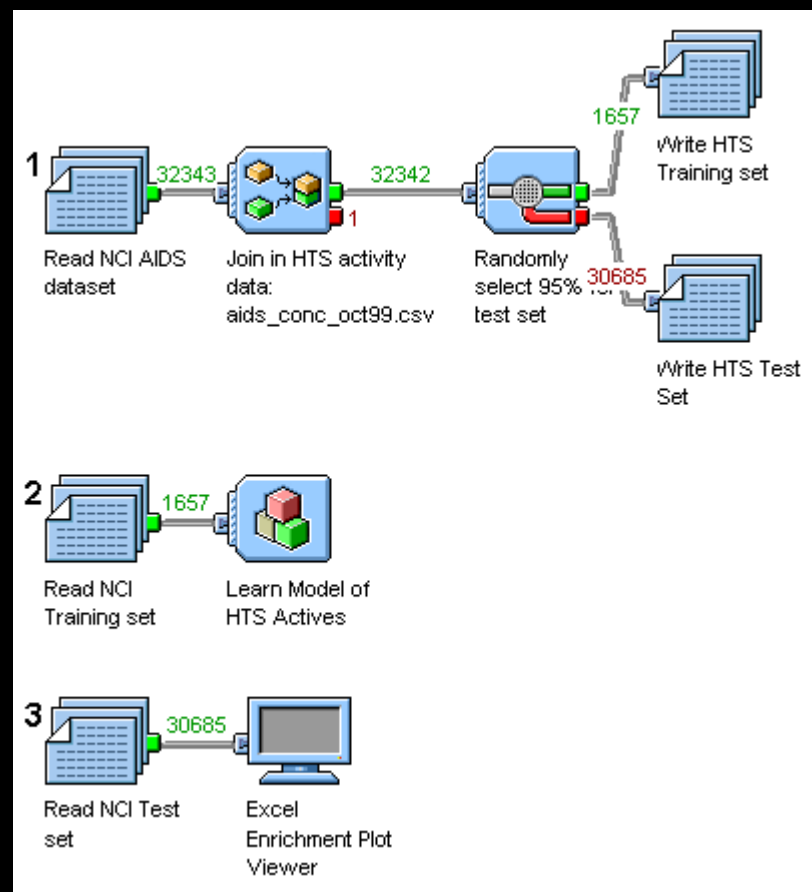 1657
Write HTS
Training set
1
32343
32342
1
Read NCI AIDS
dataset
Join in HTS activity
data:
aids_conc_oct99.csv
Randomly
select 95%
test set
30685
Write HTS Test
Set
2
1657
Read NCI
Training set
Learn Model of
HTS Actives
3
30685
Read NCI Test
set
Excel
Enrichment Plot
Viewer